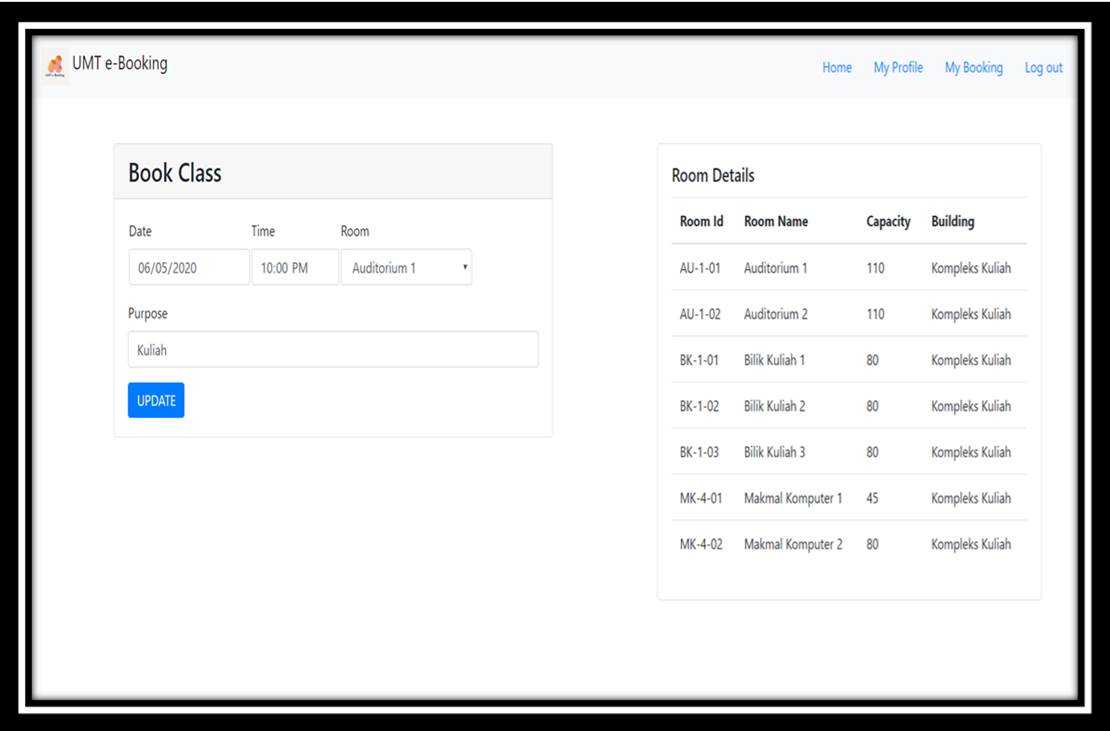 UMT e-Booking
Home My Profile My Booking Log out
Book Class
Date Time Room
06/05/2020 10:00 PM Auditorium 1
Purpose
Kuliah
UPDATE
Room Details
Room Id Room Name Capacity Building
AU-1-01 Auditorium 1 110 Kompleks Kuliah
AU-1-02 Auditorium 2 110 Kompleks Kuliah
BK-1-01 Bilik Kuliah 1 80 Kompleks Kuliah
BK-1-02 Bilik Kuliah 2 80 Kompleks Kuliah
BK-1-03 Bilik Kuliah 3 80 Kompleks Kuliah
MK-4-01 Makmal Komputer 1 45 Kompleks Kuliah
MK-4-02 Makmal Komputer 2 80 Kompleks Kuliah